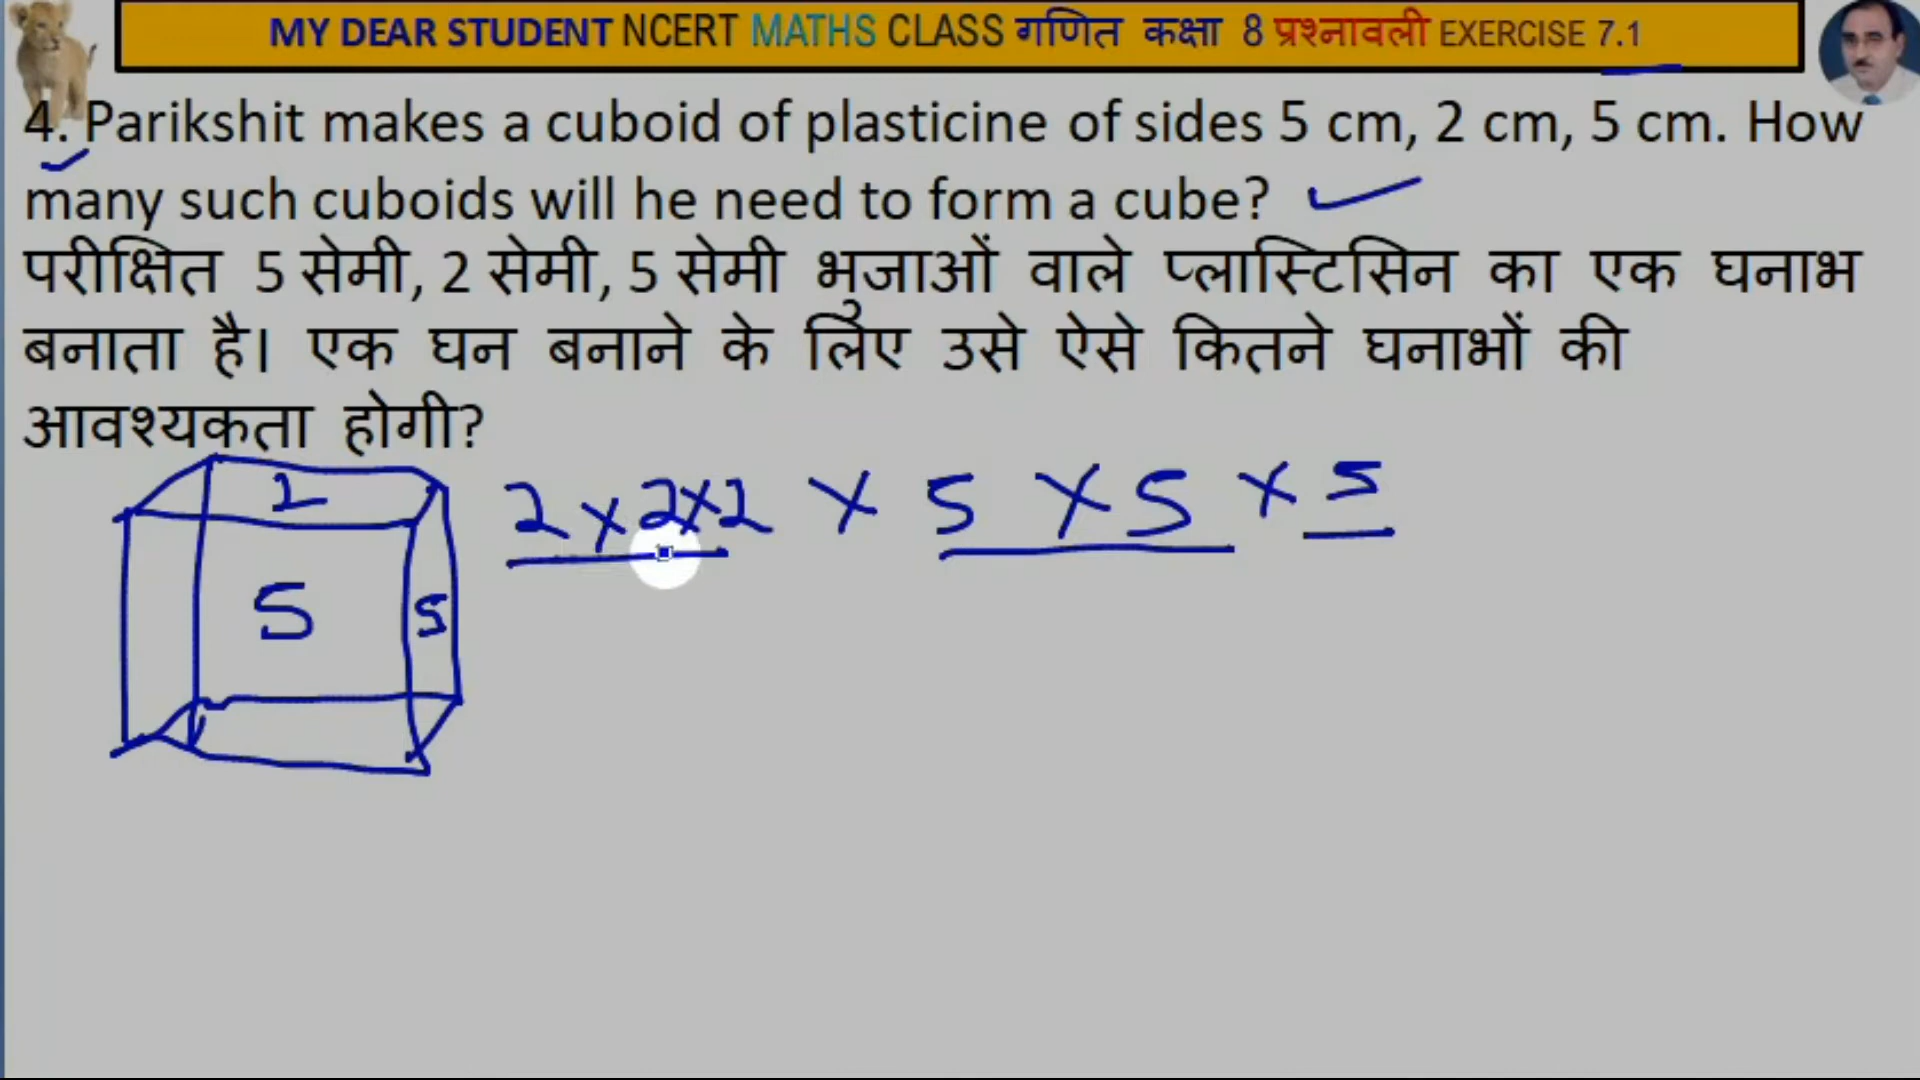 MY DEAR STUDENT NCERT MATHS CLASS गणित कक्षा 8 प्रश्नावली EXERCISE 7.1
4. Parikshit makes a cuboid of plasticine of sides 5 cm, 2 cm, 5 cm. How
many such cuboids will he need to form a cube?
परीक्षित 5 सेमी, 2 सेमी, 5 सेमी भुजाओं वाले प्लास्टिसिन का एक घनाभ
बनाता है। एक घन बनाने के लिए उसे ऐसे कितने घनाभों की
आवश्यकता होगी?
2 2 × 2 × 2 × 5 × 5 × 5
5 5